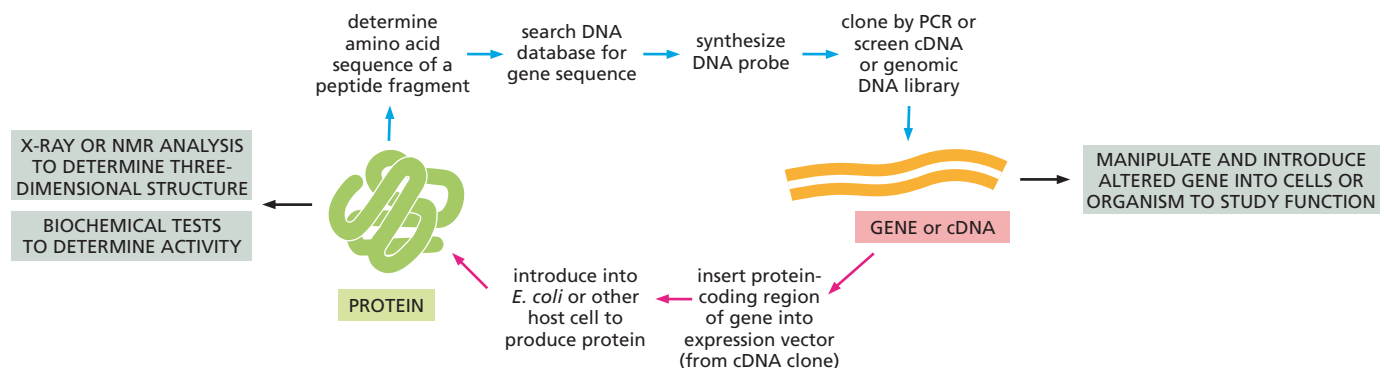 determine
amino acid
sequence of a
peptide fragment
search DNA
database for
gene sequence
synthesize
DNA probe
clone by PCR or
screen cDNA
or genomic
DNA library
X-RAY OR NMR ANALYSIS
TO DETERMINE THREE-
DIMENSIONAL STRUCTURE
BIOCHEMICAL TESTS
TO DETERMINE ACTIVITY
MANIPULATE AND INTRODUCE
ALTERED GENE INTO CELLS OR
ORGANISM TO STUDY FUNCTION
GENE or cDNA
PROTEIN
introduce into
E. coli or other
host cell to
produce protein
insert protein-
coding region
of gene into
expression vector
(from cDNA clone)